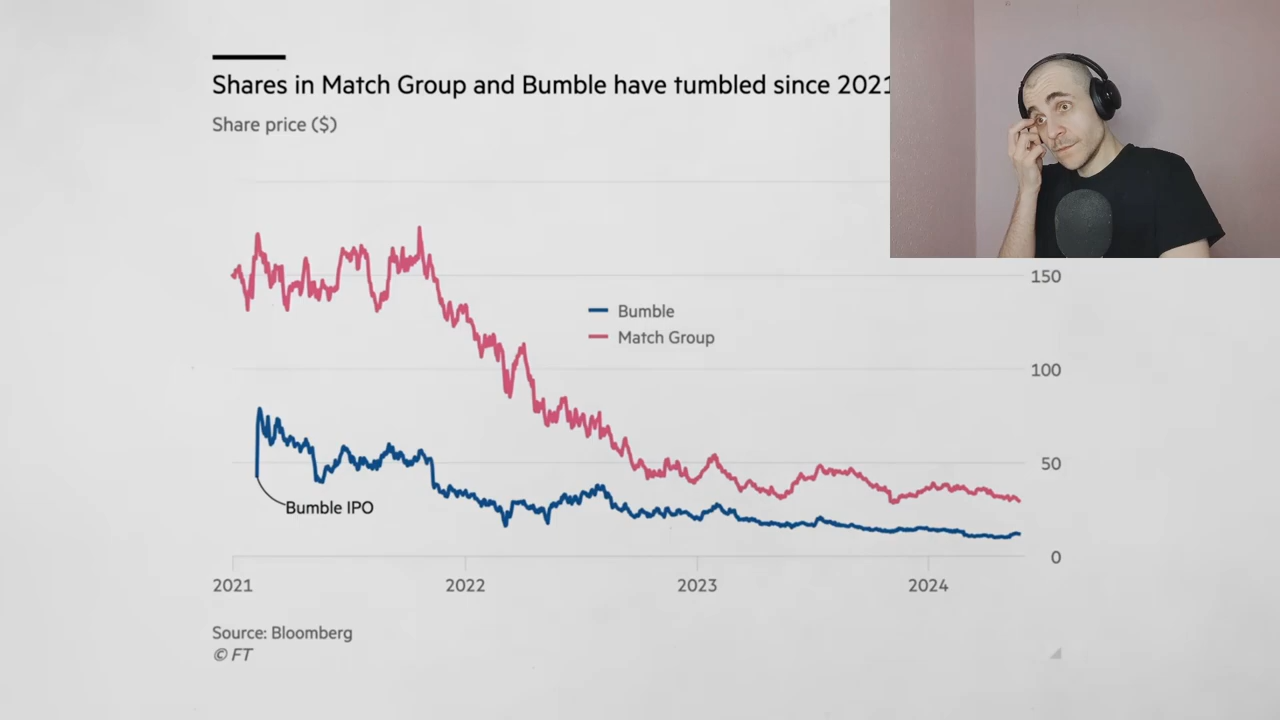 Shares in Match Group and Bumble have tumbled since 2021
Share price ($)
150
Bumble
Match Group
100
50
Bumble IPO
0
2021 2022 2023 2024
Source: Bloomberg
© FT